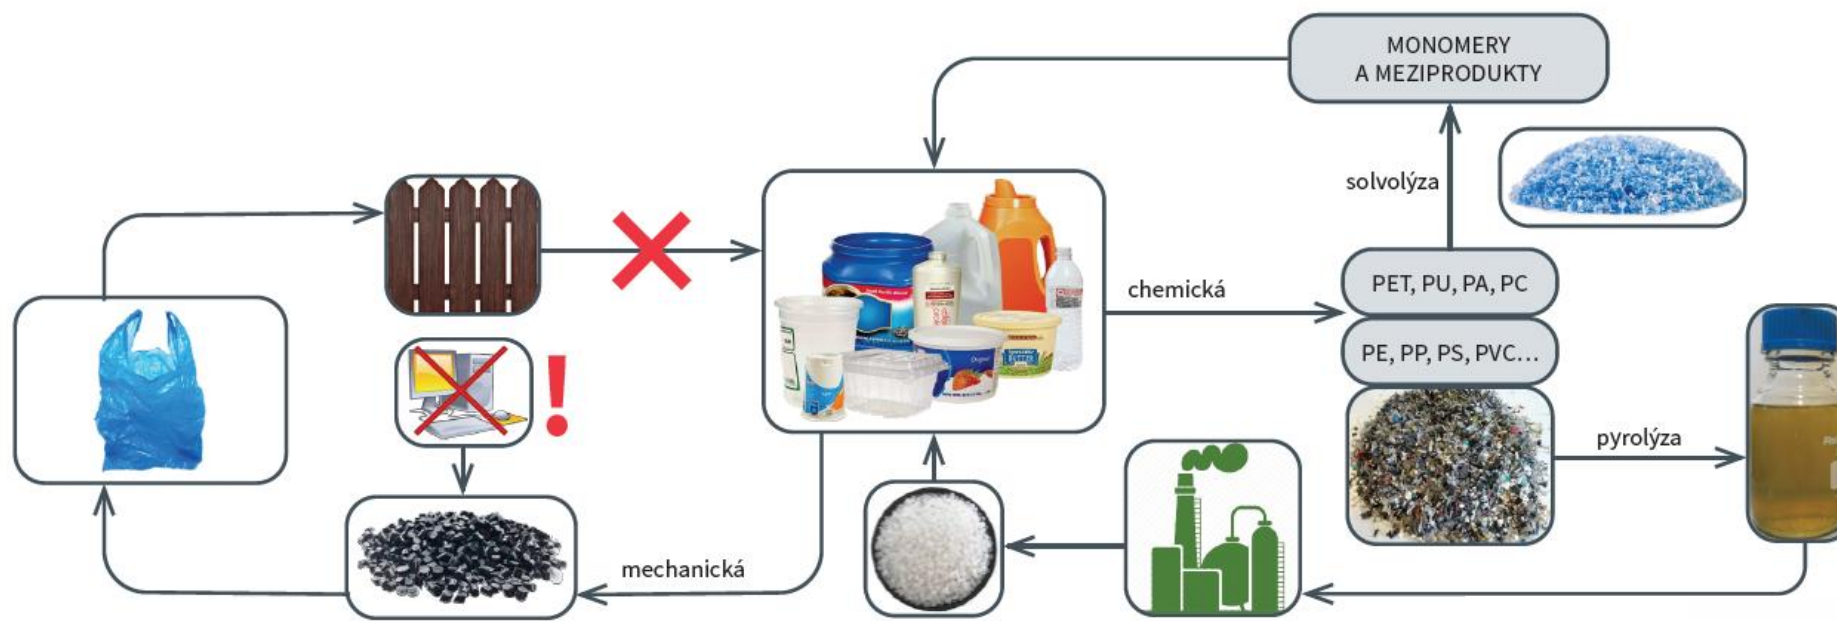 MONOMERY
A MEZIPRODUKTY
solvolýza
PET, PU, PA, PC
chemická
PE, PP, PS, PVC...
pyrolýza
mechanická